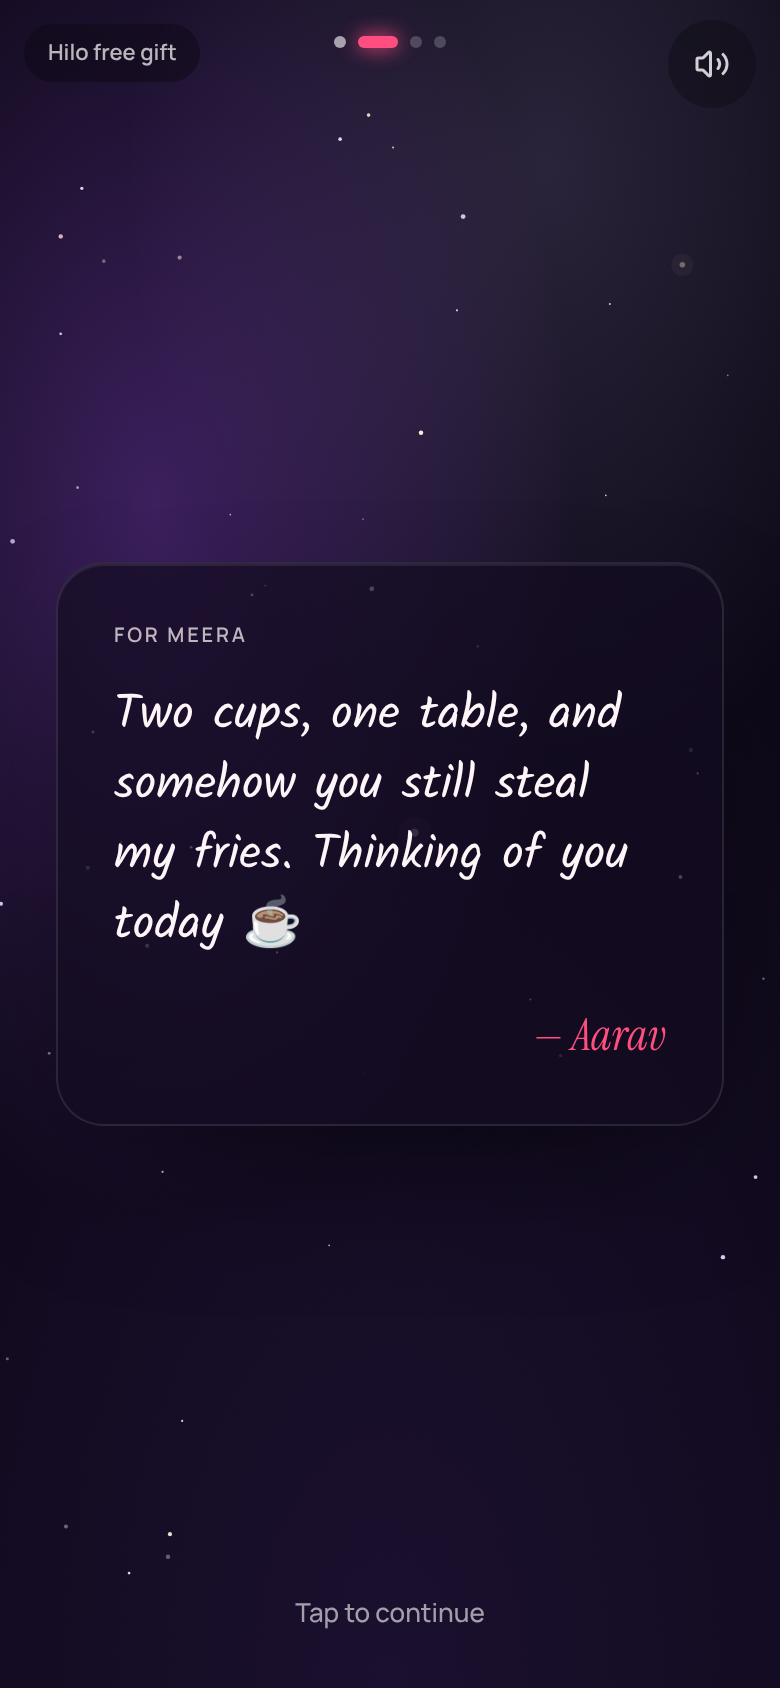 Hilo free gift
FOR MEERA
Two cups, one table, and
somehow you still steal
my fries. Thinking of you
today ☕
– Aarav
Tap to continue